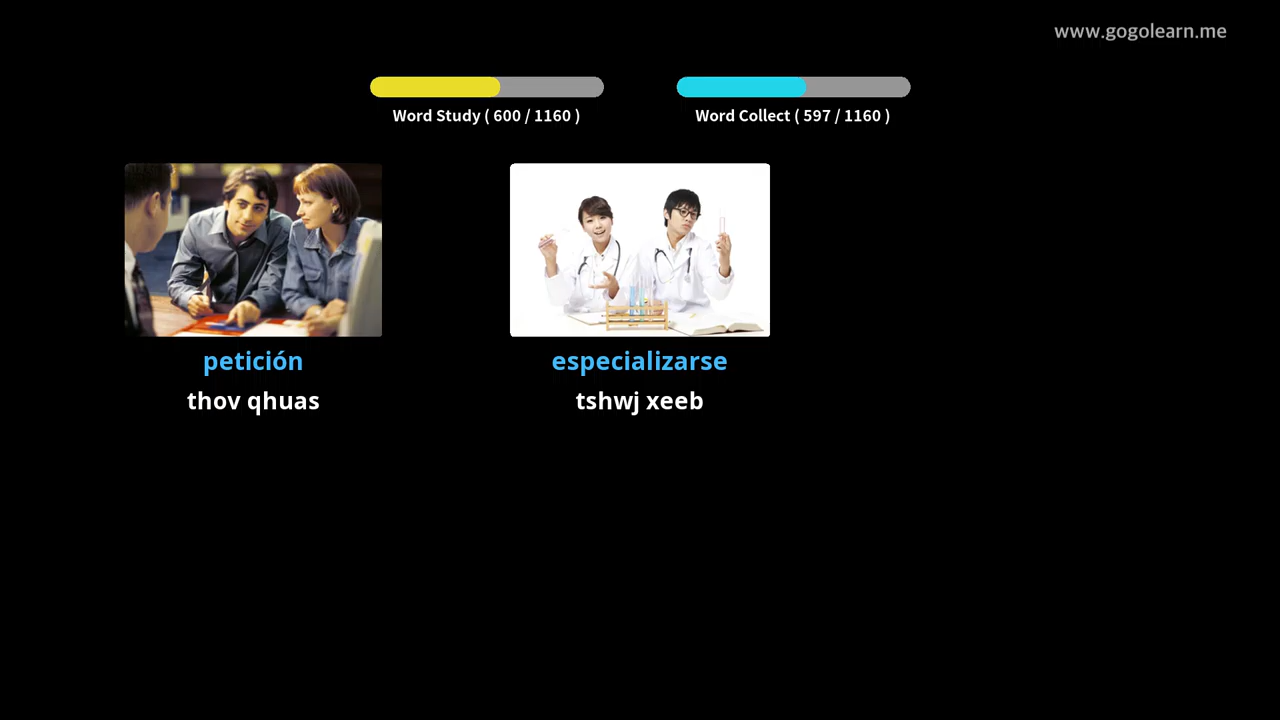 www.gogolearn.me
Word Study ( 600 / 1160 )
Word Collect ( 597 / 1160 )
petición
thov qhuas
especializarse
tshwj xeeb